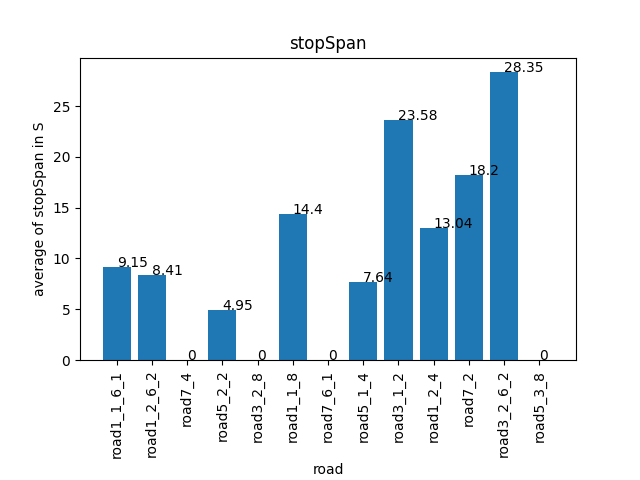 stopSpan
average of stopSpan in S
25
20
15
10
5
0
9.15
8.41
0
4.95
0
14.4
0
7.64
23.58
13.04
18.2
28.35
0
road1_1_6_1
road1_2_6_2
road7_4
road5_2_2
road3_2_8
road1_1_8
road7_6_1
road5_1_4
road3_1_2
road1_2_4
road7_2
road3_2_6_2
road5_3_8
road